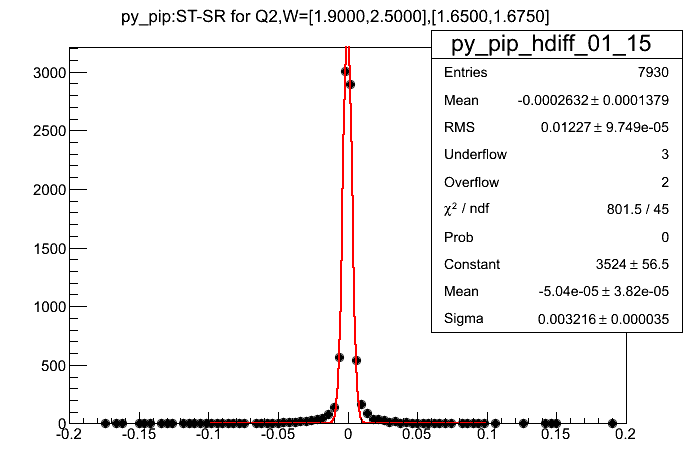 py_pip:ST-SR for Q2,W=[1.9000,2.5000],[1.6500,1.6750]
py_pip_hdiff_01_15
Entries 7930
Mean -0.0002632 ± 0.0001379
RMS 0.01227 ± 9.749e-05
Underflow 3
Overflow 2
χ² / ndf 801.5 / 45
Prob 0
Constant 3524 ± 56.5
Mean -5.04e-05 ± 3.82e-05
Sigma 0.003216 ± 0.000035
3000
2500
2000
1500
1000
500
0
-0.2 -0.15 -0.1 -0.05 0 0.05 0.1 0.15 0.2